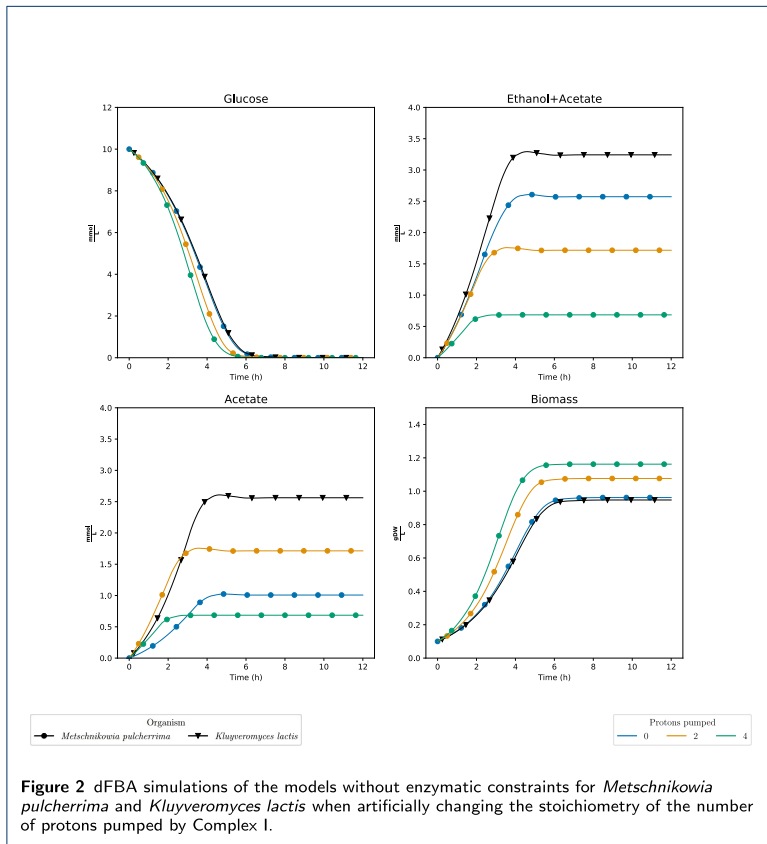 Glucose
12
10
8
6
4
2
0
mmol
L
0 2 4 6 8 10 12
Time (h)
Ethanol+Acetate
4.0
3.5
3.0
2.5
2.0
1.5
1.0
0.5
0.0
mmol
L
0 2 4 6 8 10 12
Time (h)
Acetate
4.0
3.5
3.0
2.5
2.0
1.5
1.0
0.5
0.0
mmol
L
0 2 4 6 8 10 12
Time (h)
Biomass
1.4
1.2
1.0
0.8
0.6
0.4
0.2
0.0
gDW
L
0 2 4 6 8 10 12
Time (h)
Organism
Metschnikowia pulcherrima Kluyveromyces lactis
Protons pumped
0 2 4
Figure 2 dFBA simulations of the models without enzymatic constraints for Metschnikowia
pulcherrima and Kluyveromyces lactis when artificially changing the stoichiometry of the number
of protons pumped by Complex I.